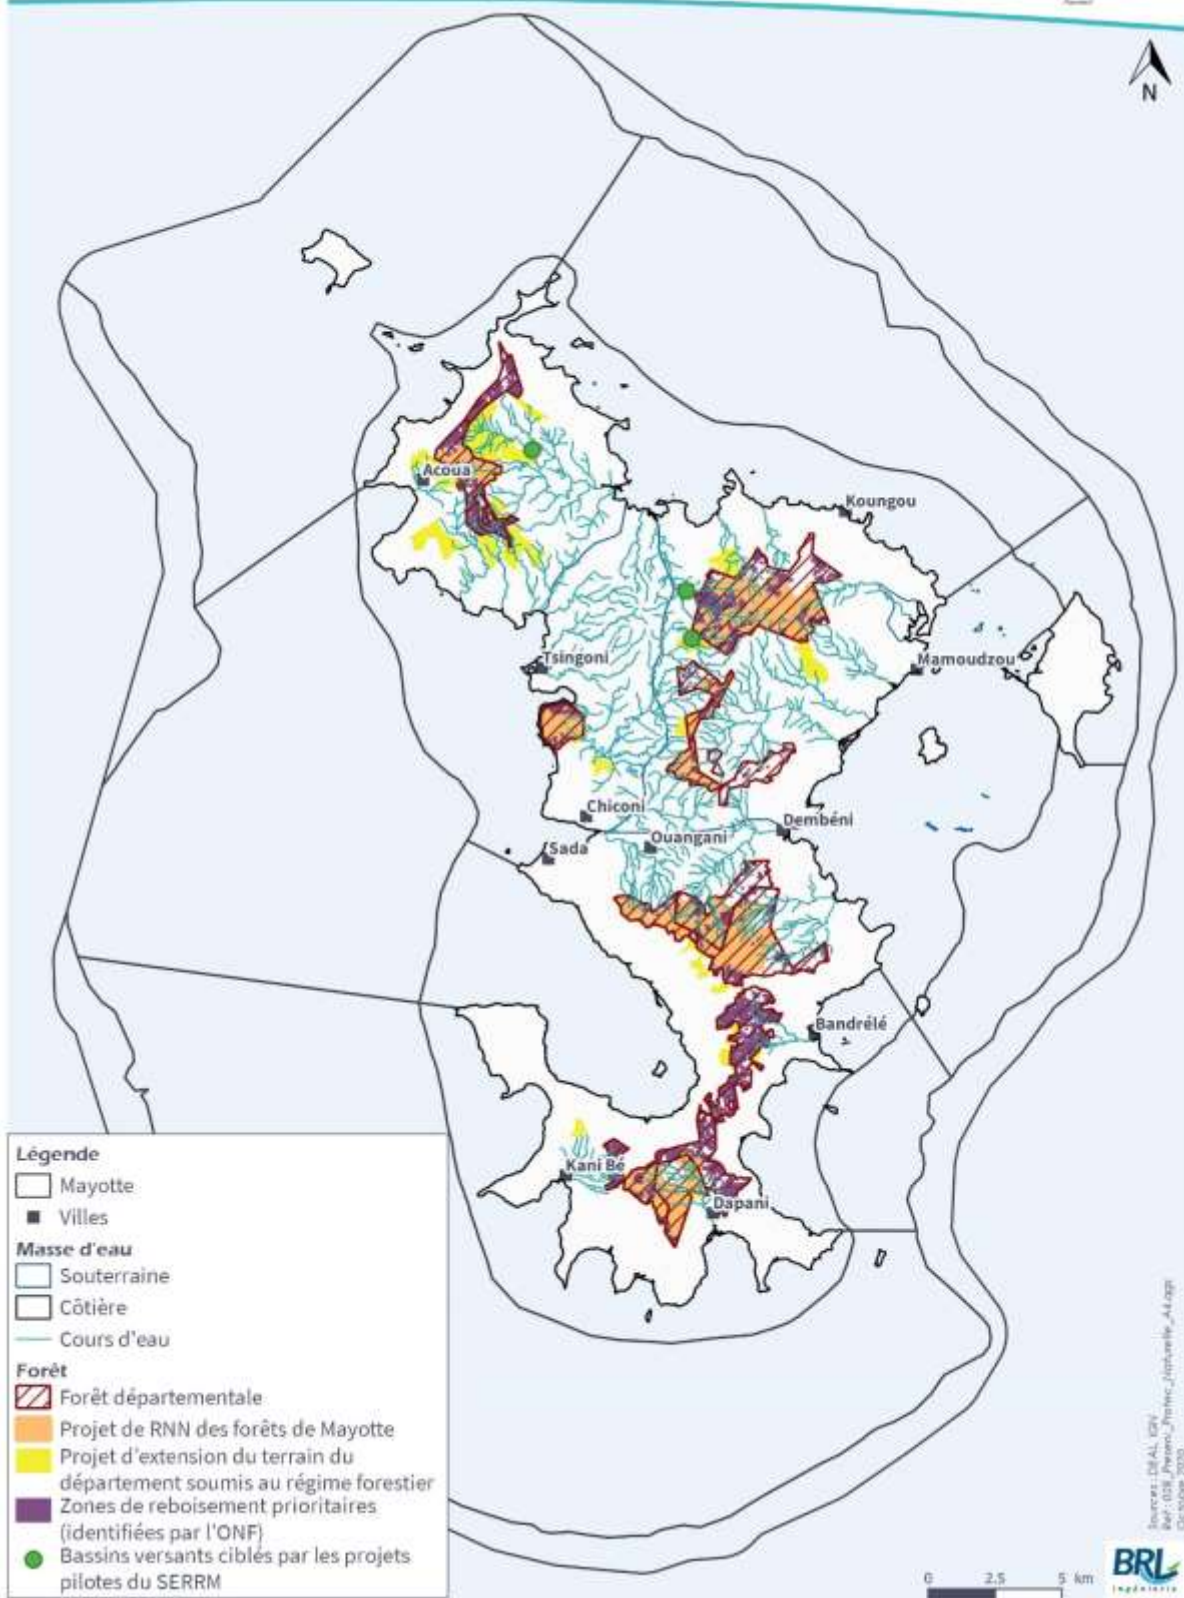 N
Acoua
Koungou
Tsingoni
Mamoudzou
Chiconi
Dembéni
Ouangani
Sada
Bandrélé
Kani Bé
Dapani
Légende
Mayotte
Villes
Masse d'eau
Souterraine
Côtière
Cours d'eau
Forêt
Forêt départementale
Projet de RNN des forêts de Mayotte
Projet d'extension du terrain du
département soumis au régime forestier
Zones de reboisement prioritaires
(identifiées par l'ONF)
Bassins versants ciblés par les projets
pilotes du SERRM
Sources : DEAL, IGN
Octobre 2020
0 2.5 5 km
BRL
Ingénierie